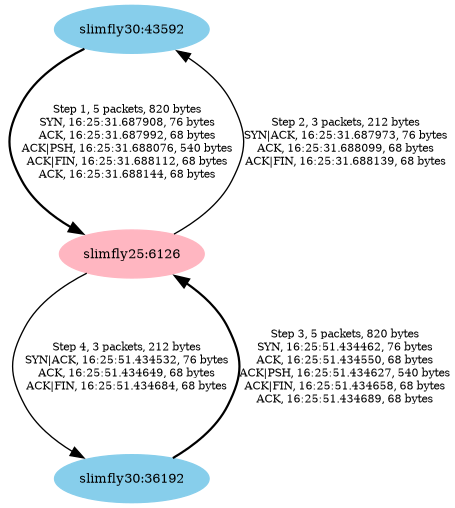 slimfly30:43592
Step 1, 5 packets, 820 bytes
SYN, 16:25:31.687908, 76 bytes
ACK, 16:25:31.687992, 68 bytes
ACK|PSH, 16:25:31.688076, 540 bytes
ACK|FIN, 16:25:31.688112, 68 bytes
ACK, 16:25:31.688144, 68 bytes
Step 2, 3 packets, 212 bytes
SYN|ACK, 16:25:31.687973, 76 bytes
ACK, 16:25:31.688099, 68 bytes
ACK|FIN, 16:25:31.688139, 68 bytes
slimfly25:6126
Step 4, 3 packets, 212 bytes
SYN|ACK, 16:25:51.434532, 76 bytes
ACK, 16:25:51.434649, 68 bytes
ACK|FIN, 16:25:51.434684, 68 bytes
Step 3, 5 packets, 820 bytes
SYN, 16:25:51.434462, 76 bytes
ACK, 16:25:51.434550, 68 bytes
ACK|PSH, 16:25:51.434627, 540 bytes
ACK|FIN, 16:25:51.434658, 68 bytes
ACK, 16:25:51.434689, 68 bytes
slimfly30:36192